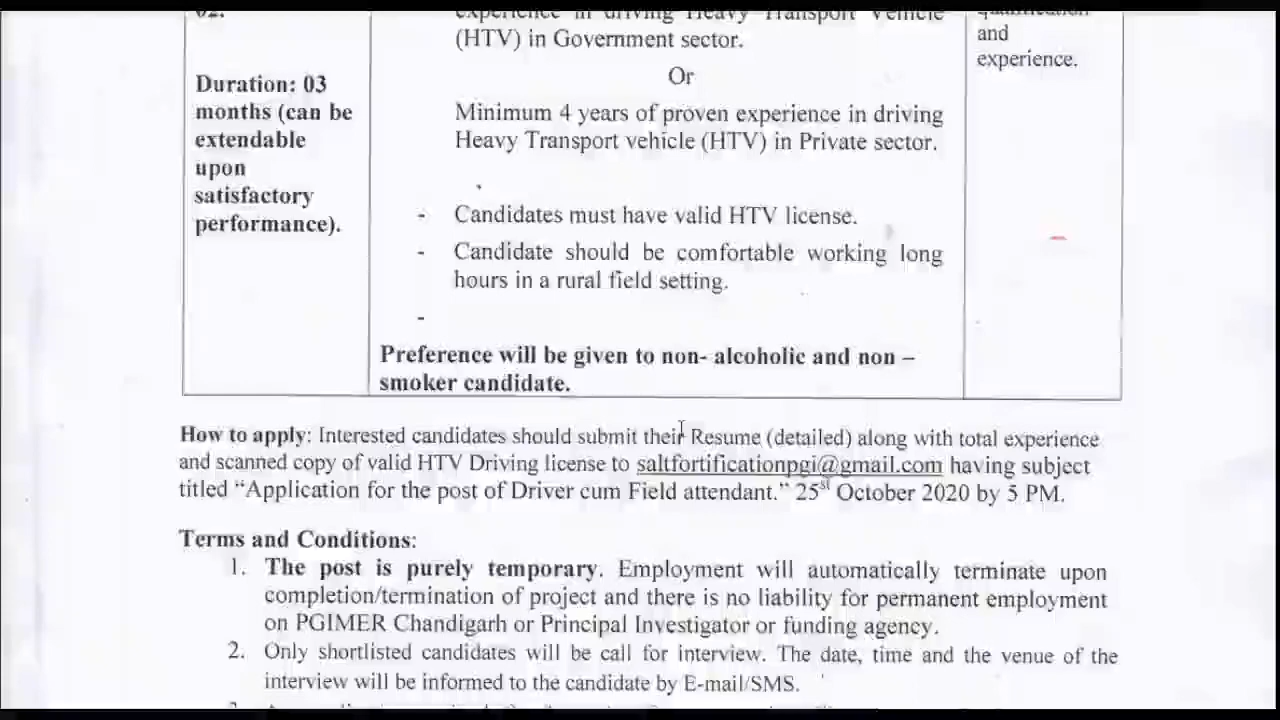 02.
experience in driving Heavy Transport Vehicle
(HTV) in Government sector.
Or
Minimum 4 years of proven experience in driving
Heavy Transport vehicle (HTV) in Private sector.
- Candidates must have valid HTV license.
- Candidate should be comfortable working long
hours in a rural field setting.
-
Preference will be given to non- alcoholic and non –
smoker candidate.
Duration: 03
months (can be
extendable
upon
satisfactory
performance).
qualification
and
experience.
How to apply: Interested candidates should submit their Resume (detailed) along with total experience
and scanned copy of valid HTV Driving license to saltfortificationpgi@gmail.com having subject
titled “Application for the post of Driver cum Field attendant.” 25st October 2020 by 5 PM.
Terms and Conditions:
1. The post is purely temporary. Employment will automatically terminate upon
completion/termination of project and there is no liability for permanent employment
on PGIMER Chandigarh or Principal Investigator or funding agency.
2. Only shortlisted candidates will be call for interview. The date, time and the venue of the
interview will be informed to the candidate by E-mail/SMS.